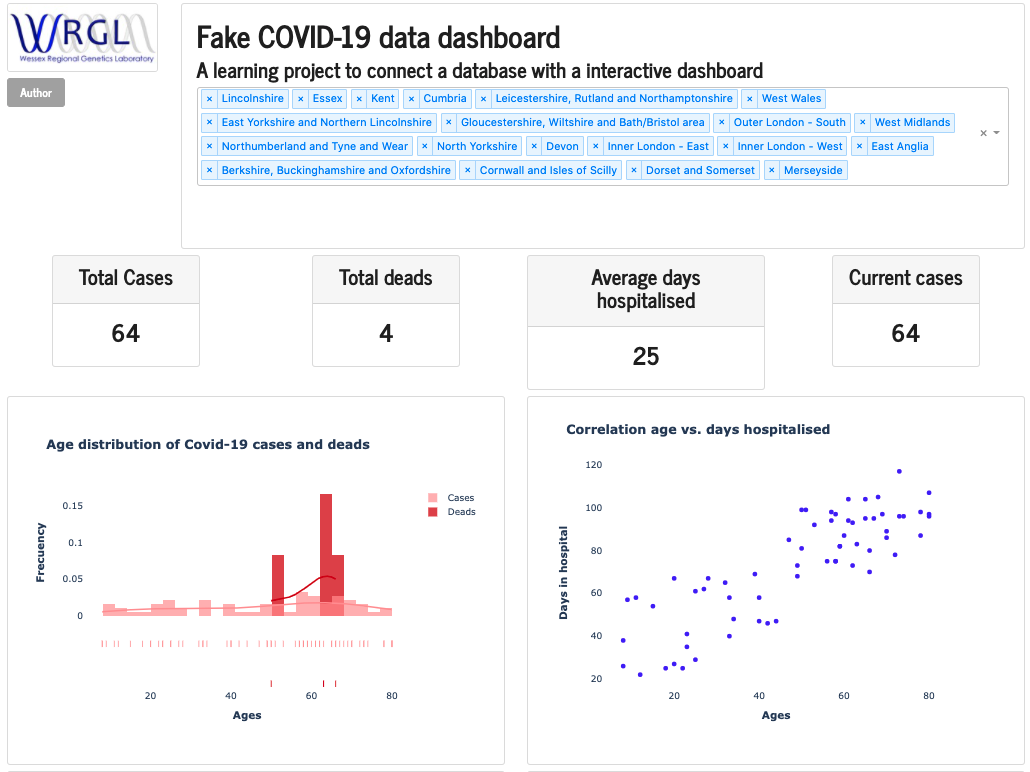 WRGL
Wessex Regional Genetics Laboratory
Author
Fake COVID-19 data dashboard
A learning project to connect a database with a interactive dashboard
× Lincolnshire × Essex × Kent × Cumbria × Leicestershire, Rutland and Northamptonshire × West Wales
× East Yorkshire and Northern Lincolnshire × Gloucestershire, Wiltshire and Bath/Bristol area × Outer London - South × West Midlands
× Northumberland and Tyne and Wear × North Yorkshire × Devon × Inner London - East × Inner London - West × East Anglia
× Berkshire, Buckinghamshire and Oxfordshire × Cornwall and Isles of Scilly × Dorset and Somerset × Merseyside
×
Total Cases
64
Total deads
4
Average days
hospitalised
25
Current cases
64
Age distribution of Covid-19 cases and deads
Cases
Deads
Frecuency
0.15
0.1
0.05
0
20 40 60 80
Ages
Correlation age vs. days hospitalised
Days in hospital
120
100
80
60
40
20
20 40 60 80
Ages